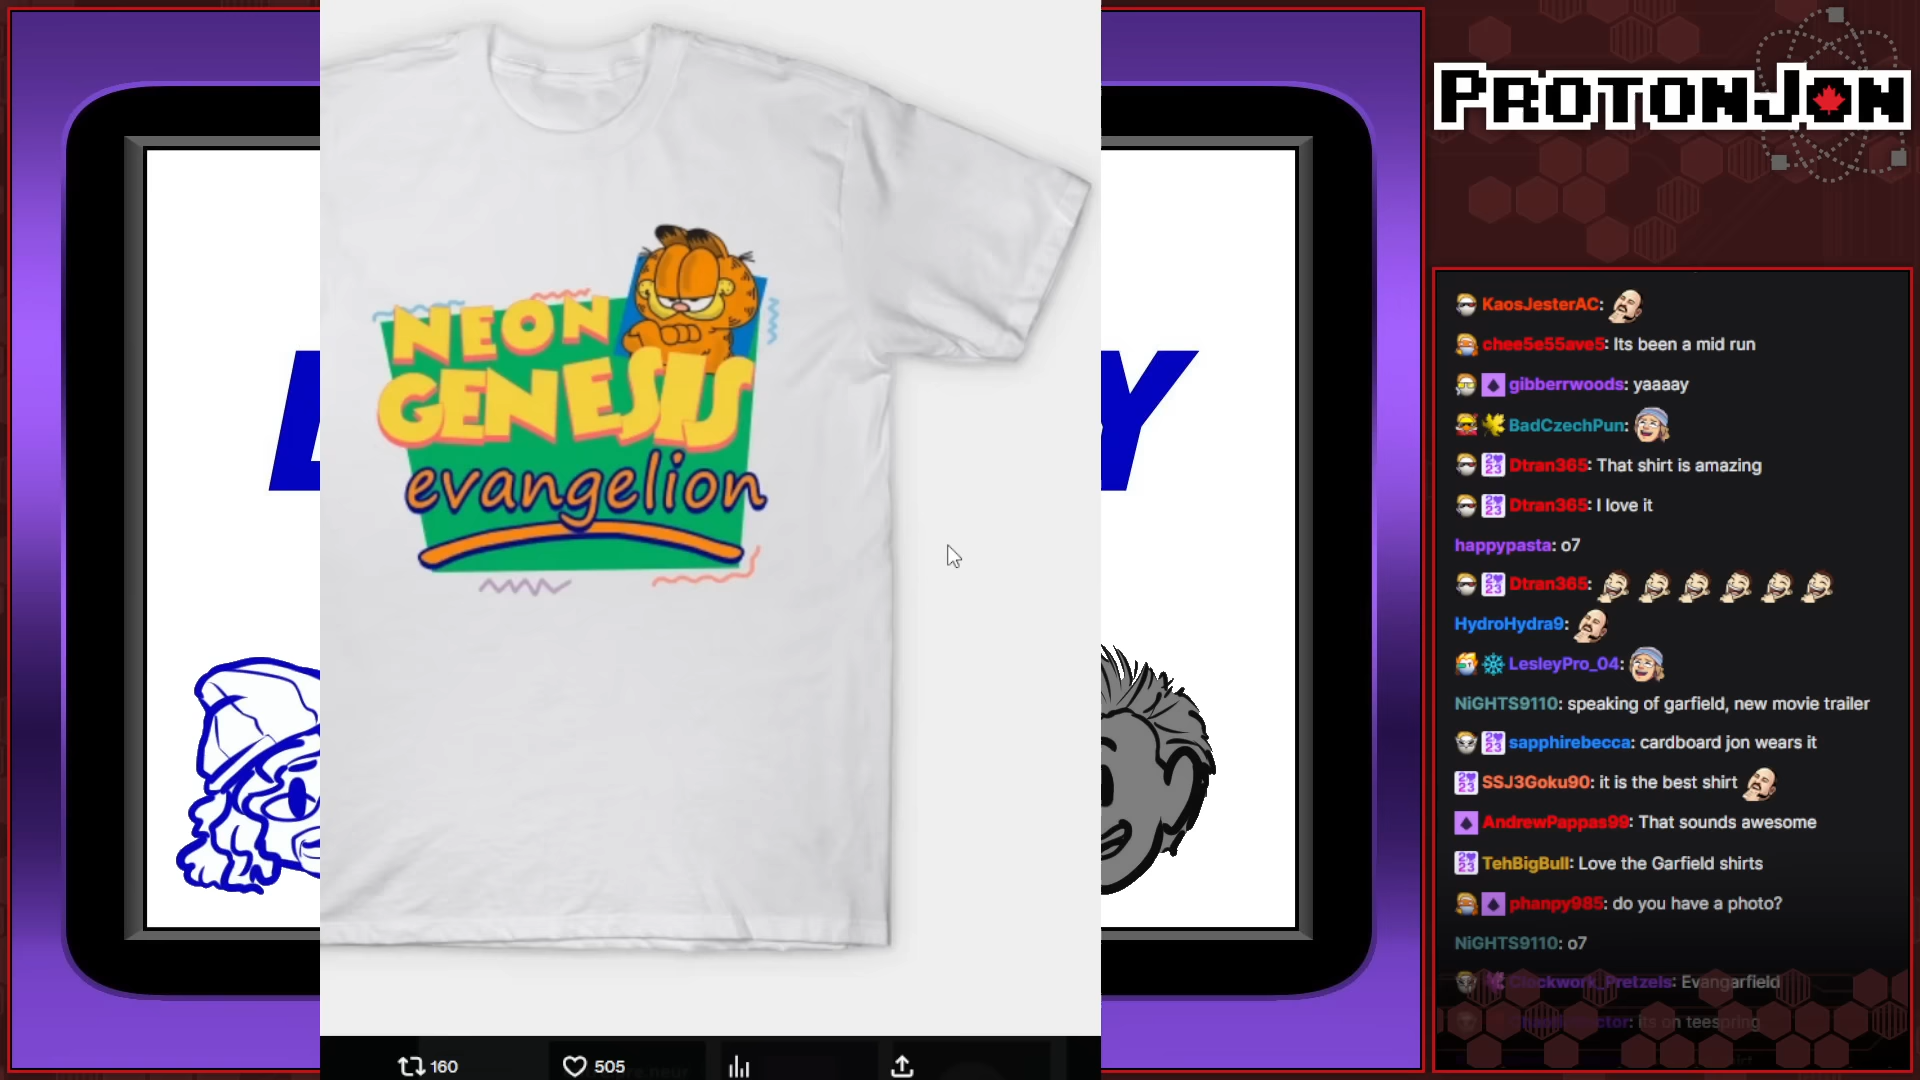 NEON
GENESIS
evangelion
160
505
Y
PROTONJON
KaosJesterAC:
chee5e55ave5: Its been a mid run
gibberrwoods: yaaaay
BadCzechPun:
Dtran365: That shirt is amazing
Dtran365: I love it
happypasta: o7
Dtran365:
HydroHydra9:
LesleyPro_04:
NiGHTS9110: speaking of garfield, new movie trailer
sapphirebecca: cardboard jon wears it
SSJ3Goku90: it is the best shirt
AndrewPappas99: That sounds awesome
TehBigBull: Love the Garfield shirts
phanpy985: do you have a photo?
NiGHTS9110: o7
Clockwork_Pretzels: Evangarfield
its on teespring